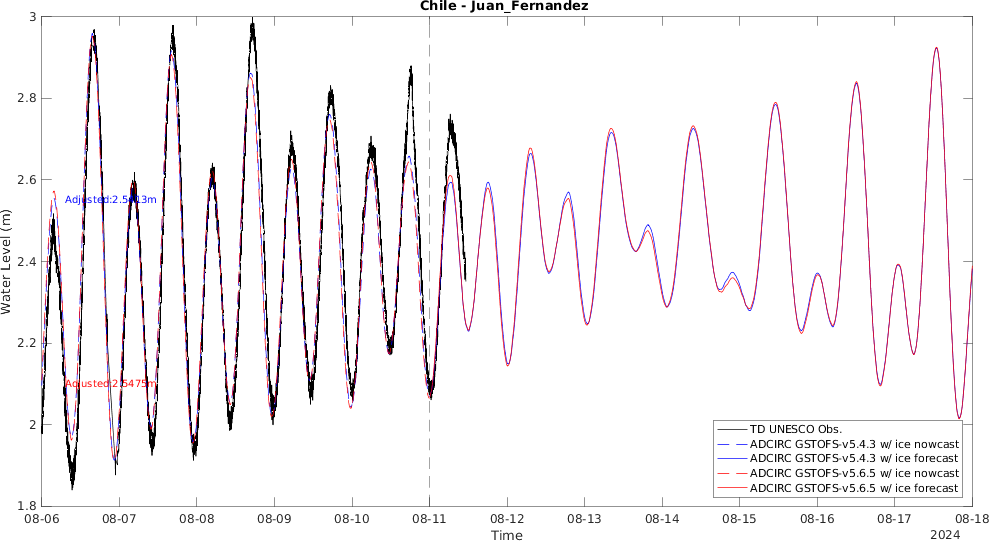 Chile - Juan_Fernandez
3
2.8
2.6
2.4
2.2
2
1.8
Water Level (m)
Adjusted:2.5413m
Adjusted:2.5475m
TD UNESCO Obs.
ADCIRC GSTOFS-v5.4.3 w/ ice nowcast
ADCIRC GSTOFS-v5.4.3 w/ ice forecast
ADCIRC GSTOFS-v5.6.5 w/ ice nowcast
ADCIRC GSTOFS-v5.6.5 w/ ice forecast
08-06 08-07 08-08 08-09 08-10 08-11 08-12 08-13 08-14 08-15 08-16 08-17 08-18
Time
2024